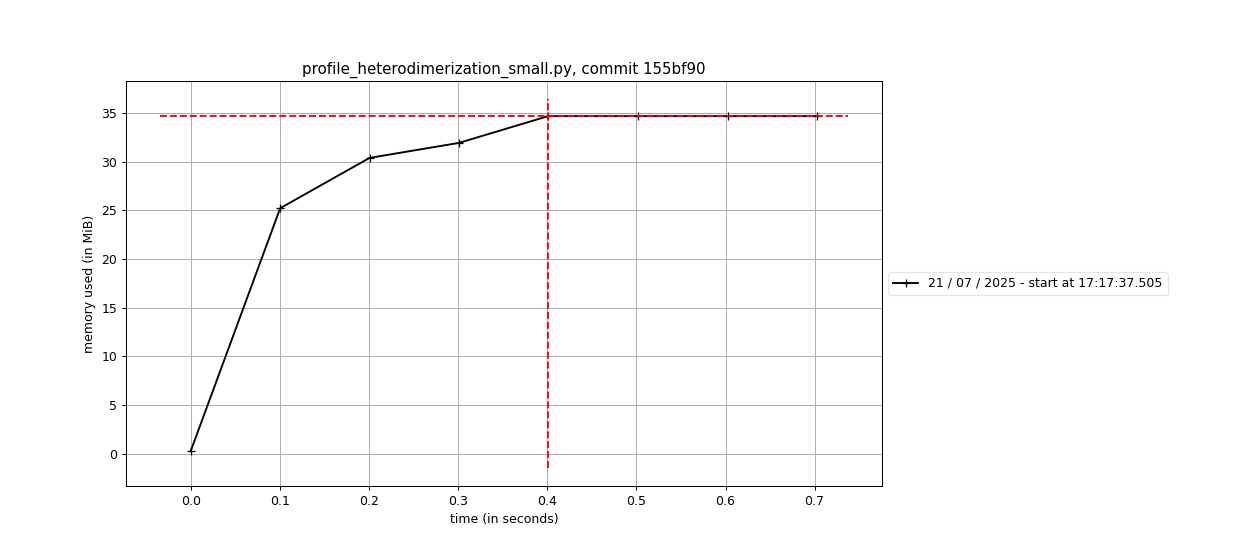 profile_heterodimerization_small.py, commit 155bf90
memory used (in MiB)
35
30
25
20
15
10
5
0
0.0 0.1 0.2 0.3 0.4 0.5 0.6 0.7
time (in seconds)
21 / 07 / 2025 - start at 17:17:37.505